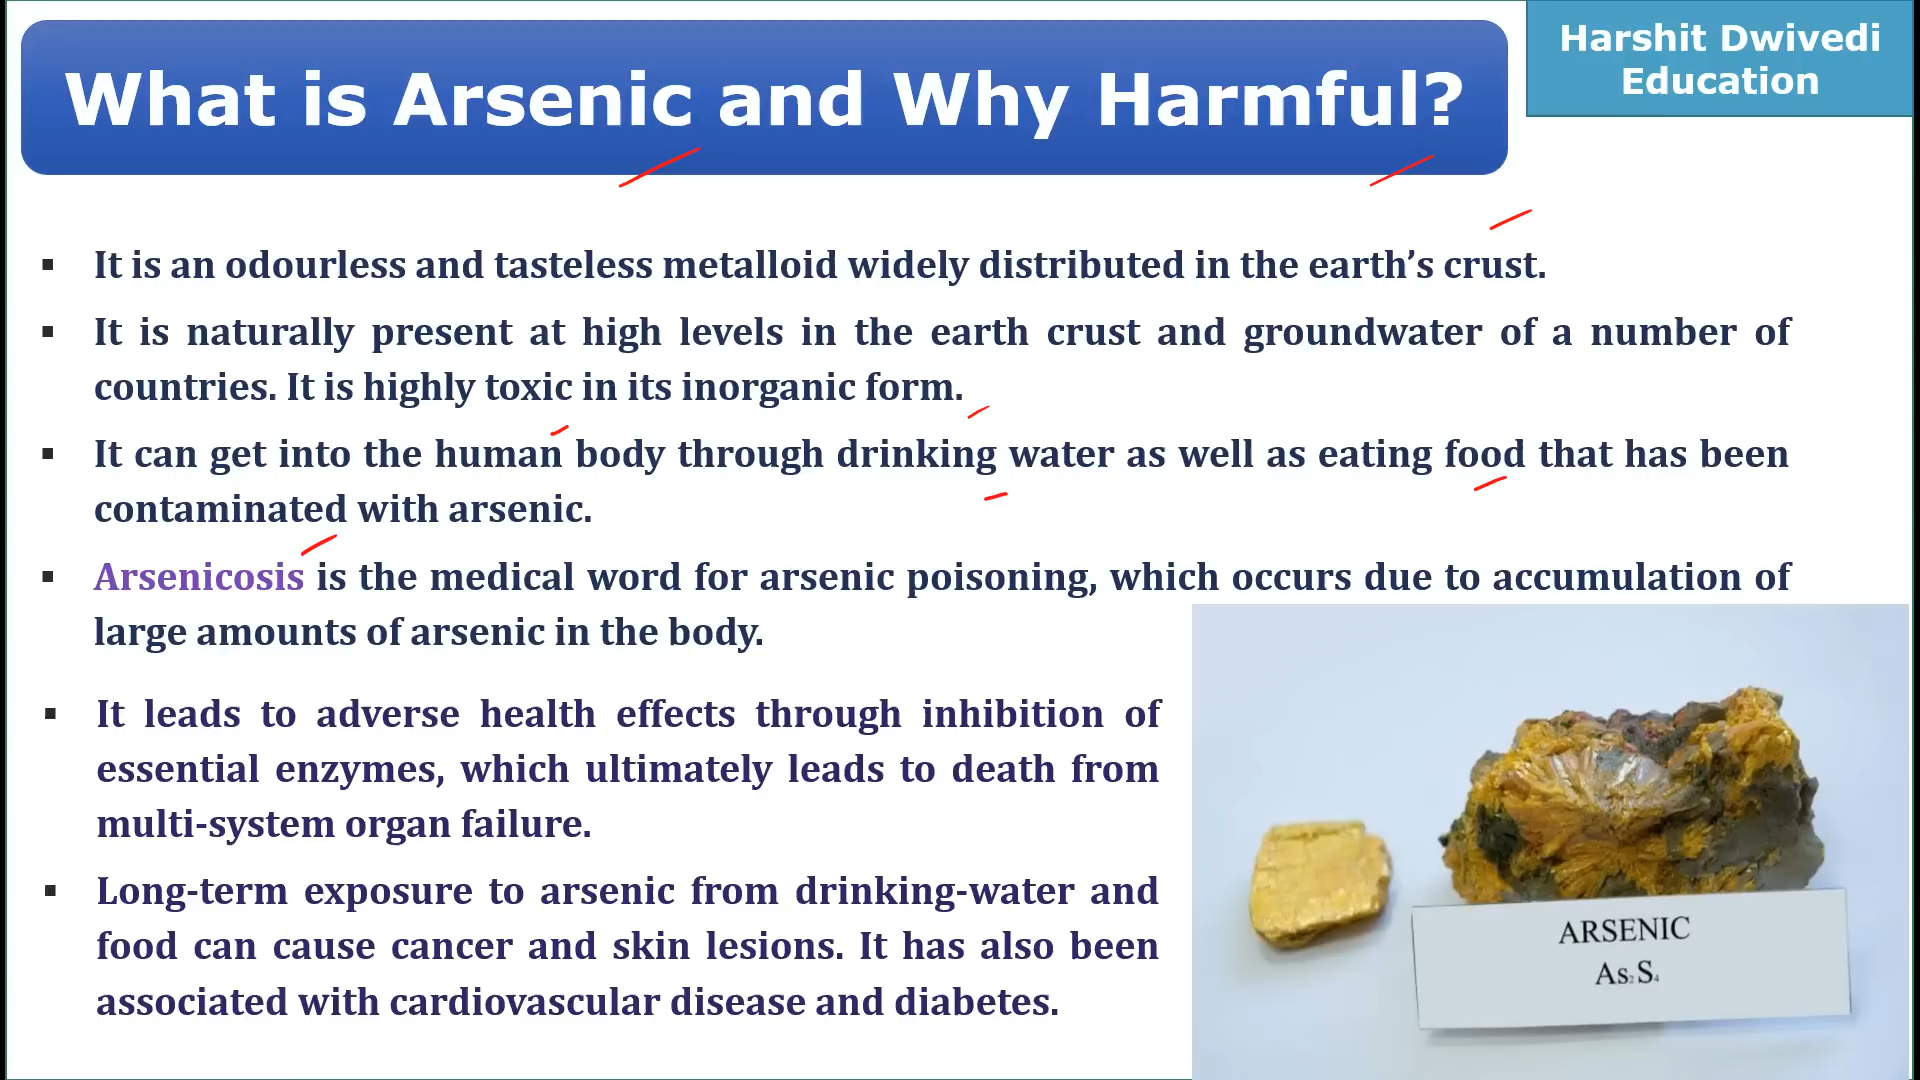 What is Arsenic and Why Harmful?
Harshit Dwivedi
Education
▪ It is an odourless and tasteless metalloid widely distributed in the earth’s crust.
▪ It is naturally present at high levels in the earth crust and groundwater of a number of
countries. It is highly toxic in its inorganic form.
▪ It can get into the human body through drinking water as well as eating food that has been
contaminated with arsenic.
▪ Arsenicosis is the medical word for arsenic poisoning, which occurs due to accumulation of
large amounts of arsenic in the body.
▪ It leads to adverse health effects through inhibition of
essential enzymes, which ultimately leads to death from
multi-system organ failure.
▪ Long-term exposure to arsenic from drinking-water and
food can cause cancer and skin lesions. It has also been
associated with cardiovascular disease and diabetes.
ARSENIC
As₂S₄